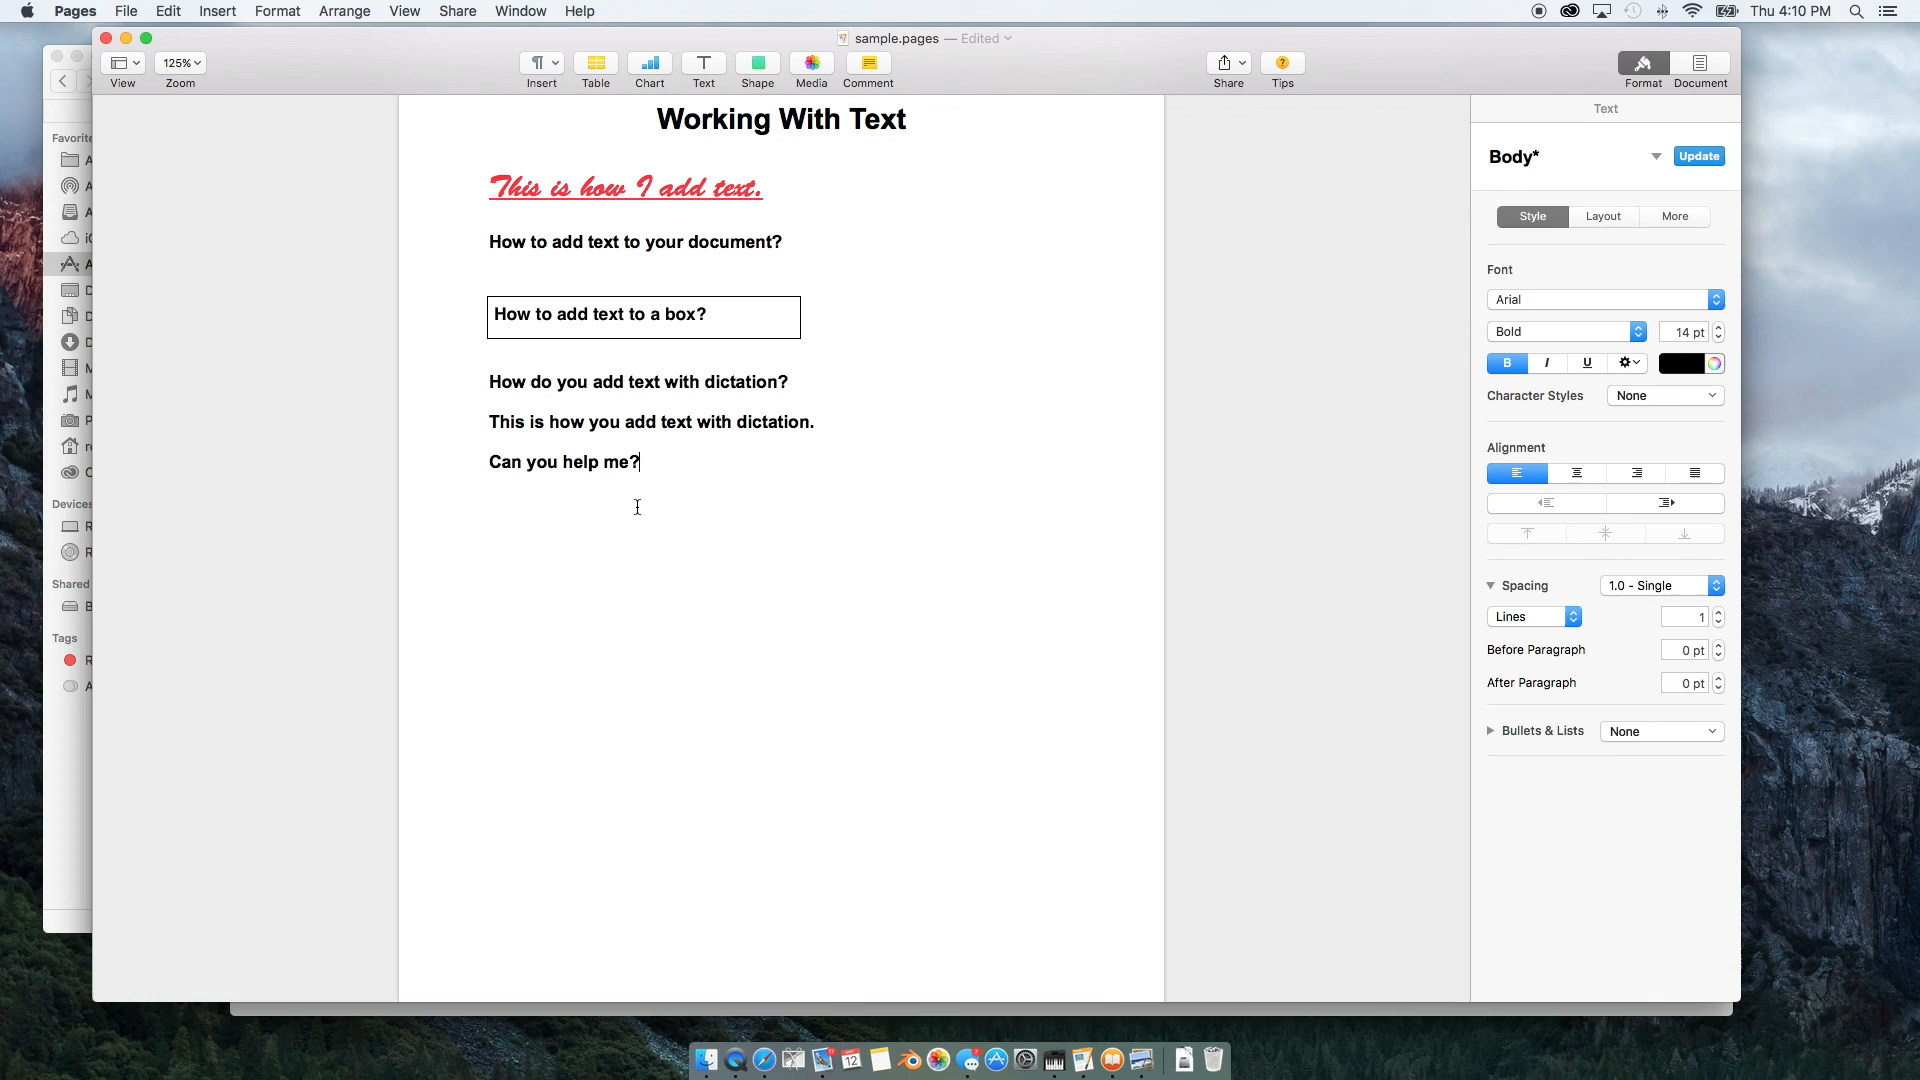 Pages File Edit Insert Format Arrange View Share Window Help
Thu 4:10 PM
sample.pages — Edited
125%
View Zoom Insert Table Chart Text Shape Media Comment Share Tips Format Document
Text
Working With Text
This is how I add text.
How to add text to your document?
How to add text to a box?
How do you add text with dictation?
This is how you add text with dictation.
Can you help me?
Body*
Update
Style Layout More
Font
Arial
Bold 14 pt
B I U
Character Styles None
Alignment
Spacing 1.0 - Single
Lines 1
Before Paragraph 0 pt
After Paragraph 0 pt
Bullets & Lists None
Favorite
Devices
Shared
Tags